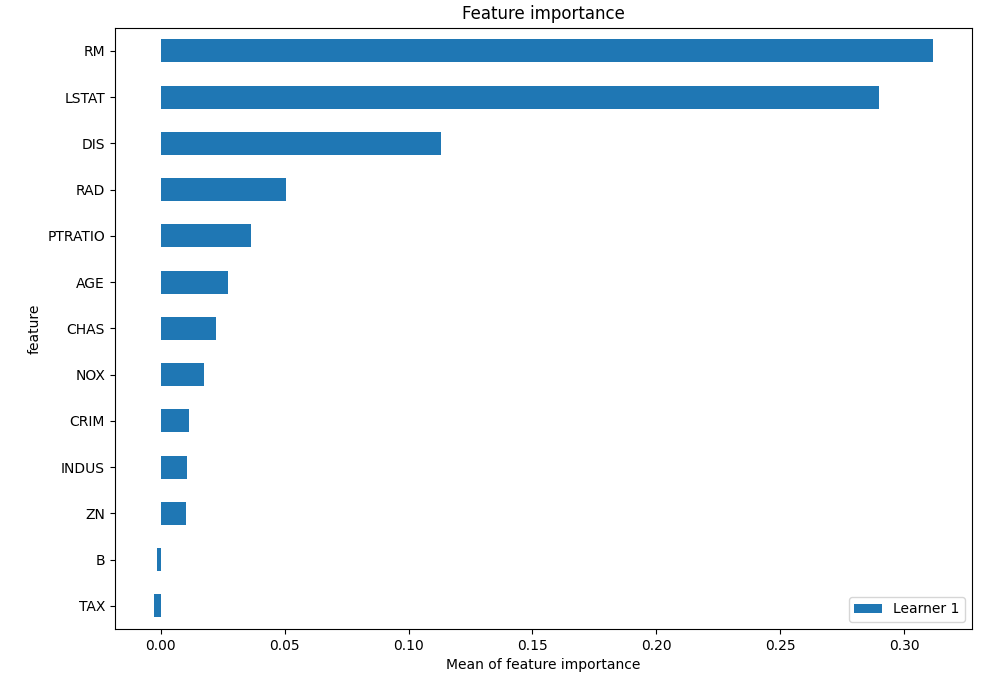 Feature importance
RM
LSTAT
DIS
RAD
PTRATIO
AGE
CHAS
NOX
CRIM
INDUS
ZN
B
TAX
feature
Learner 1
0.00 0.05 0.10 0.15 0.20 0.25 0.30
Mean of feature importance